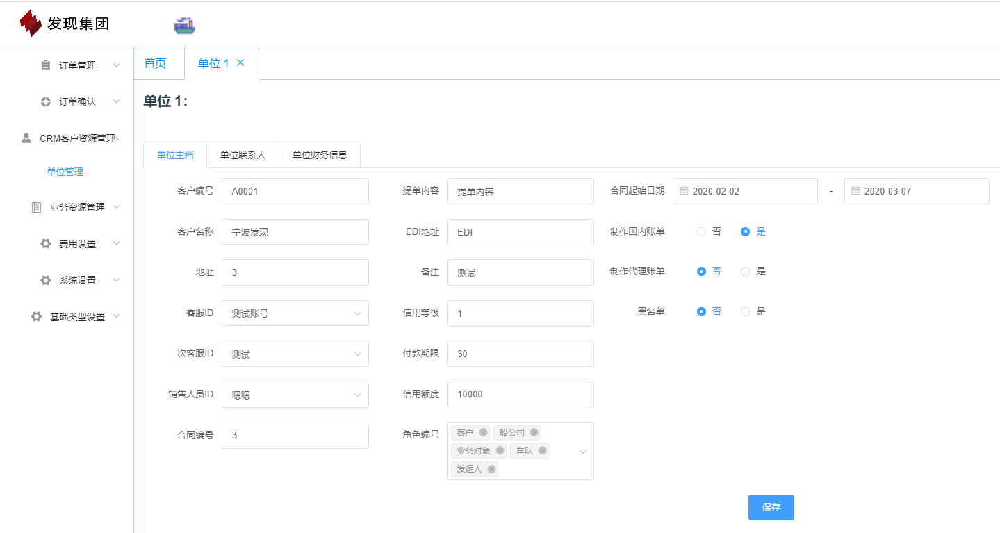 发现集团
订单管理
订单确认
CRM客户资源管理
单位管理
业务资源管理
费用设置
系统设置
基础类型设置
首页 单位 1
单位 1：
单位主档 单位联系人 单位财务信息
客户编号 A0001 提单内容 提单内容 合同起始日期 2020-02-02 - 2020-03-07
客户名称 宁波发现 EDI地址 EDI 制作国内账单 否 是
地址 3 备注 测试 制作代理账单 否 是
客服ID 测试账号 信用等级 1 黑名单 否 是
次客服ID 测试 付款期限 30
销售人员ID 嗯嗯 信用额度 10000
合同编号 3 角色编号 客户 船公司
业务对象 车队
发运人
保存